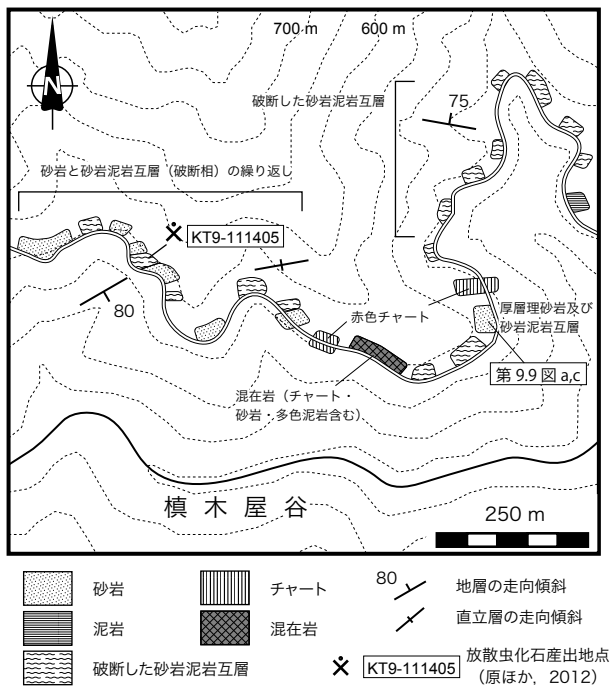 700 m
600 m
破断した砂岩泥岩互層
75
砂岩と砂岩泥岩互層（破断相）の繰り返し
N
KT9-111405
80
赤色チャート
厚層理砂岩及び
砂岩泥岩互層
第 9.9 図 a,c
混在岩（チャート・
砂岩・多色泥岩含む）
槙木屋谷
250 m
砂岩
チャート
80
地層の走向傾斜
泥岩
混在岩
直立層の走向傾斜
破断した砂岩泥岩互層
KT9-111405
放散虫化石産出地点
（原ほか，2012）